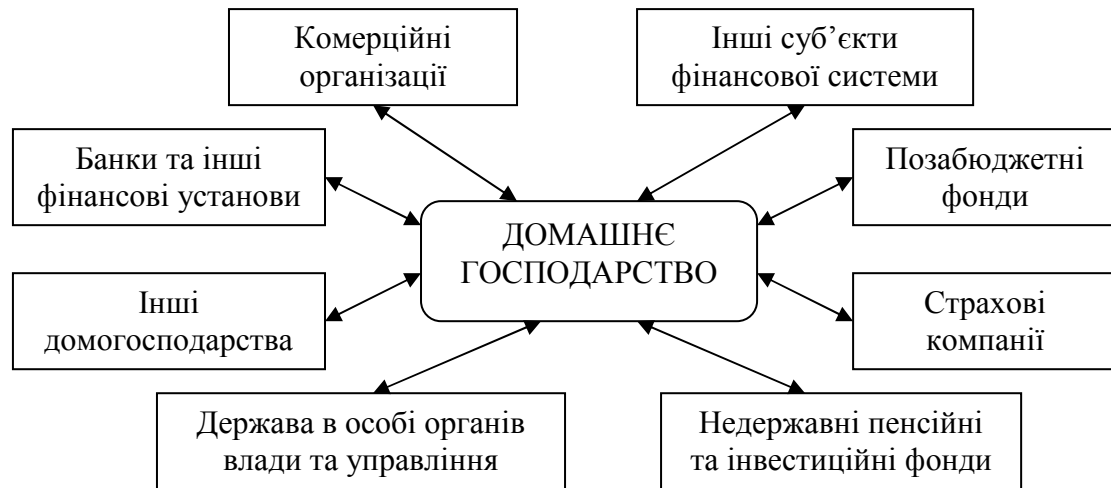 Комерційні
організації
Інші суб’єкти
фінансової системи
Банки та інші
фінансові установи
Позабюджетні
фонди
ДОМАШНЄ
ГОСПОДАРСТВО
Інші
домогосподарства
Страхові
компанії
Держава в особі органів
влади та управління
Недержавні пенсійні
та інвестиційні фонди